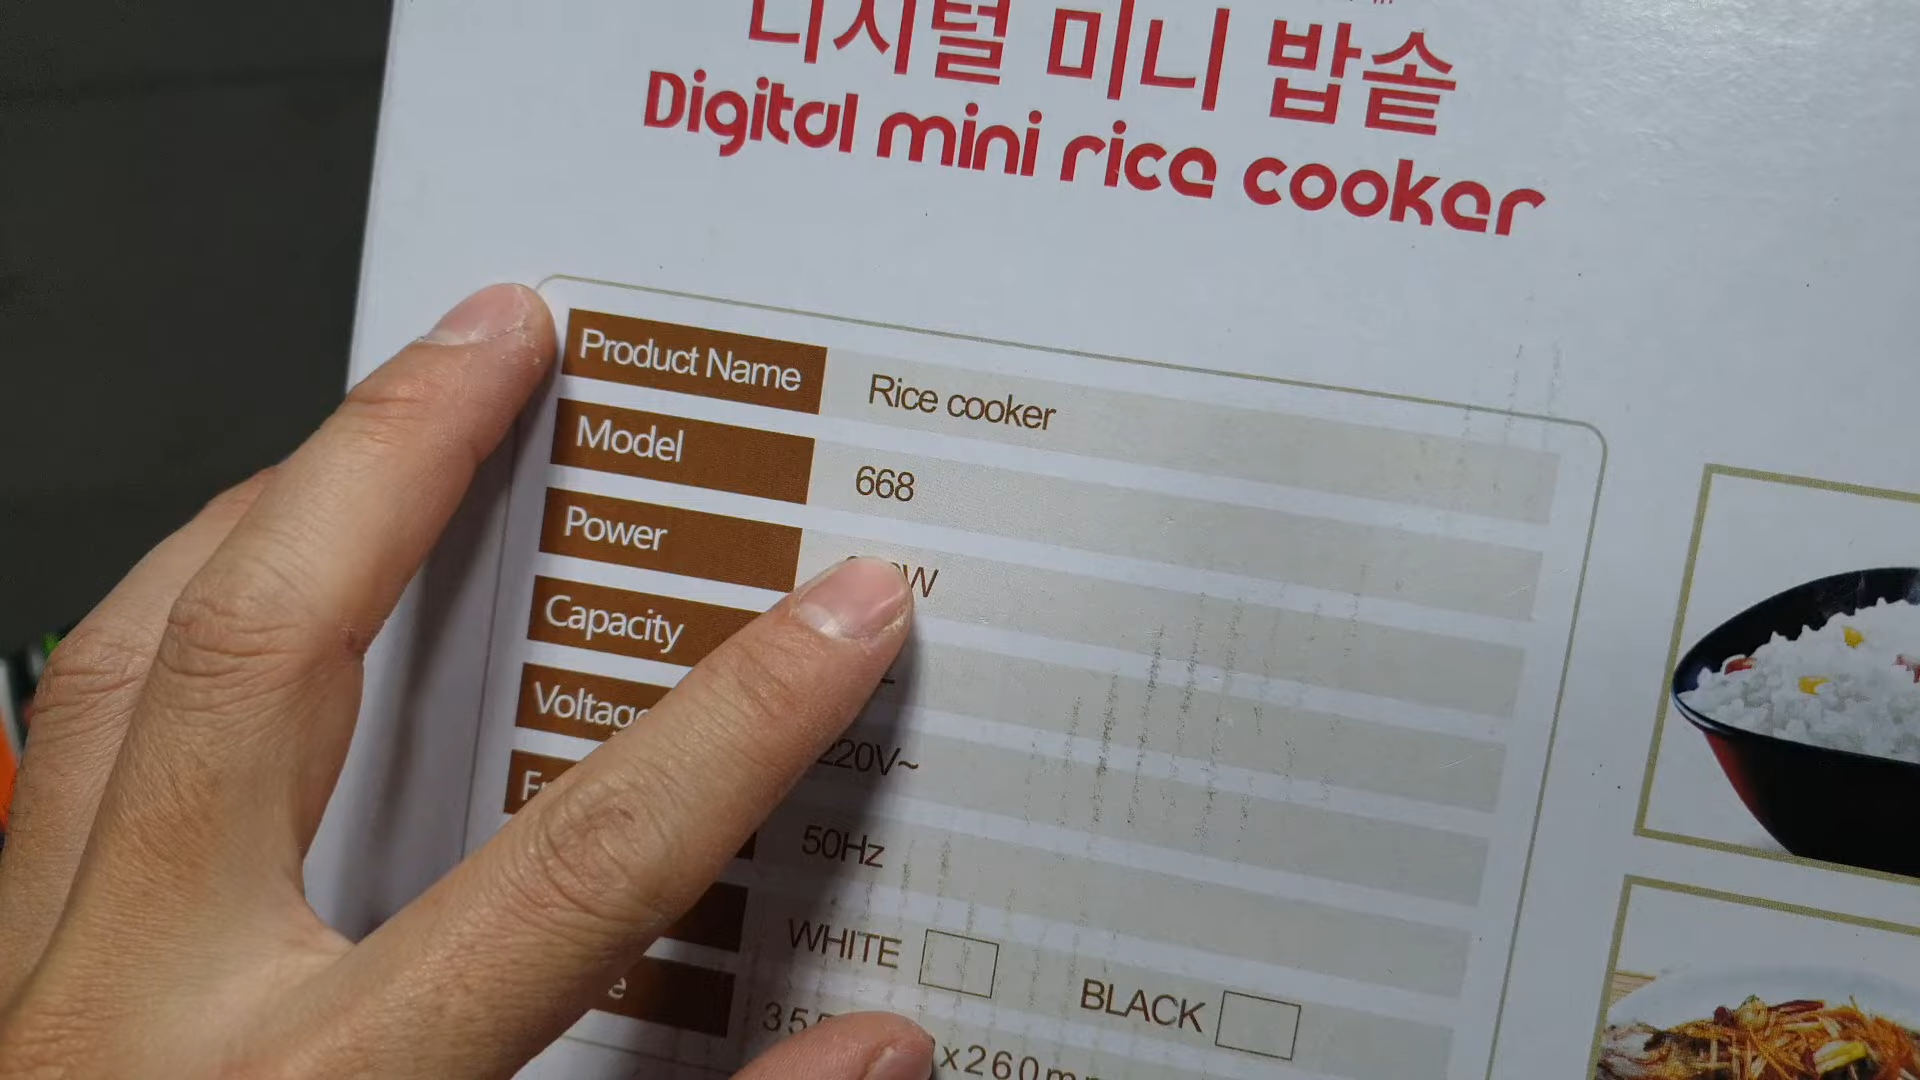 디지털 미니 밥솥
Digital mini rice cooker
Product Name Rice cooker
Model 668
Power
Capacity
Voltage 220V~
50Hz
WHITE BLACK